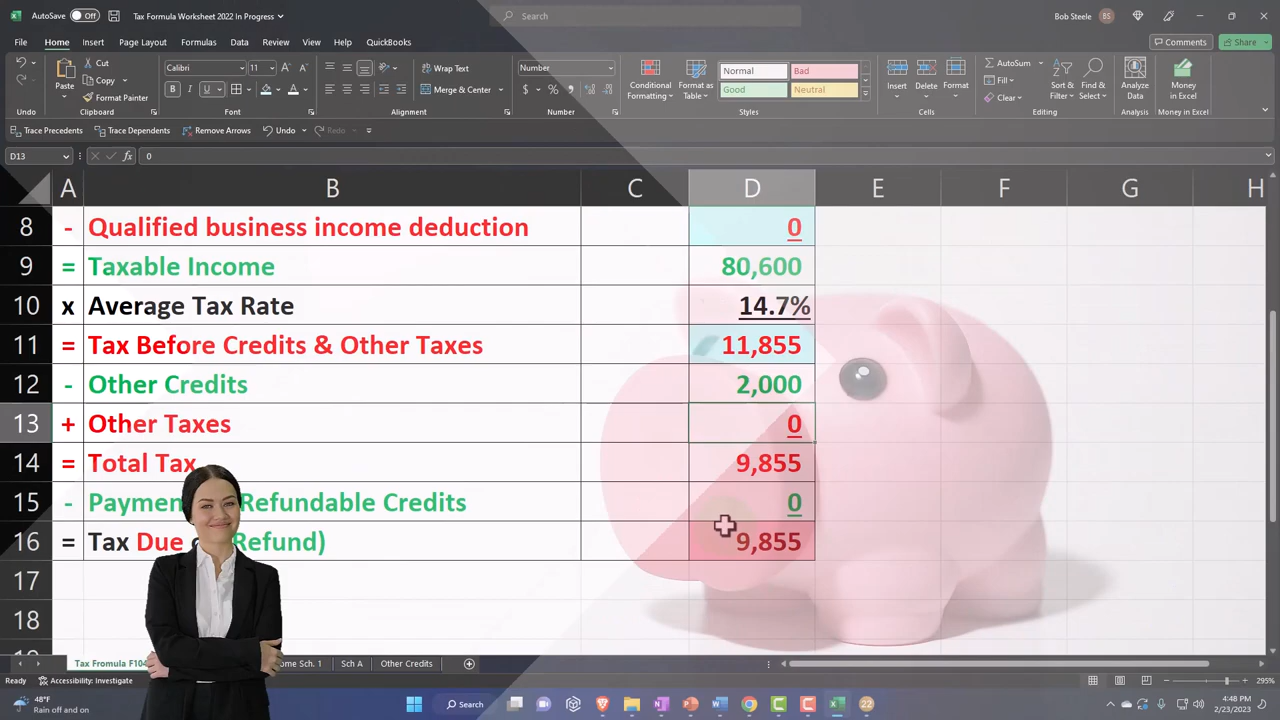 AutoSave Off Tax Formula Worksheet 2022 In Progress Search Bob Steele BS
File Home Insert Page Layout Formulas Data Review View Help QuickBooks Comments Share
Cut
Copy
Paste Format Painter
Calibri 11
B I U
Wrap Text
Merge & Center
Number
$ %
Conditional Formatting Format as Table
Normal Bad
Good Neutral
Insert Delete Format
AutoSum
Fill
Clear
Sort & Filter Find & Select Analyze Data Money in Excel
Undo Clipboard Font Alignment Number Styles Cells Editing Analysis Money in Excel
Trace Precedents Trace Dependents Remove Arrows Undo Redo
D13 fx 0
A B C D E F G H
8 - Qualified business income deduction 0
9 = Taxable Income 80,600
10 x Average Tax Rate 14.7%
11 = Tax Before Credits & Other Taxes 11,855
12 - Other Credits 2,000
13 + Other Taxes 0
14 = Total Tax 9,855
15 - Paymen Refundable Credits 0
16 = Tax Due Refund) 9,855
17
18
Tax Fromula F104 ome Sch. 1 Sch A Other Credits
Ready Accessibility: Investigate 295%
48°F
Rain off and on
Search
4:48 PM
2/23/2023